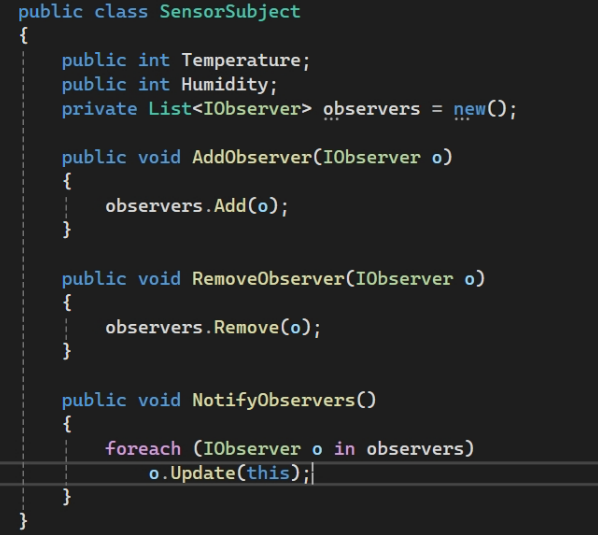 public class SensorSubject
{
public int Temperature;
public int Humidity;
private List<IObserver> observers = new();
public void AddObserver(IObserver o)
{
observers.Add(o);
}
public void RemoveObserver(IObserver o)
{
observers.Remove(o);
}
public void NotifyObservers()
{
foreach (IObserver o in observers)
o.Update(this);
}
}